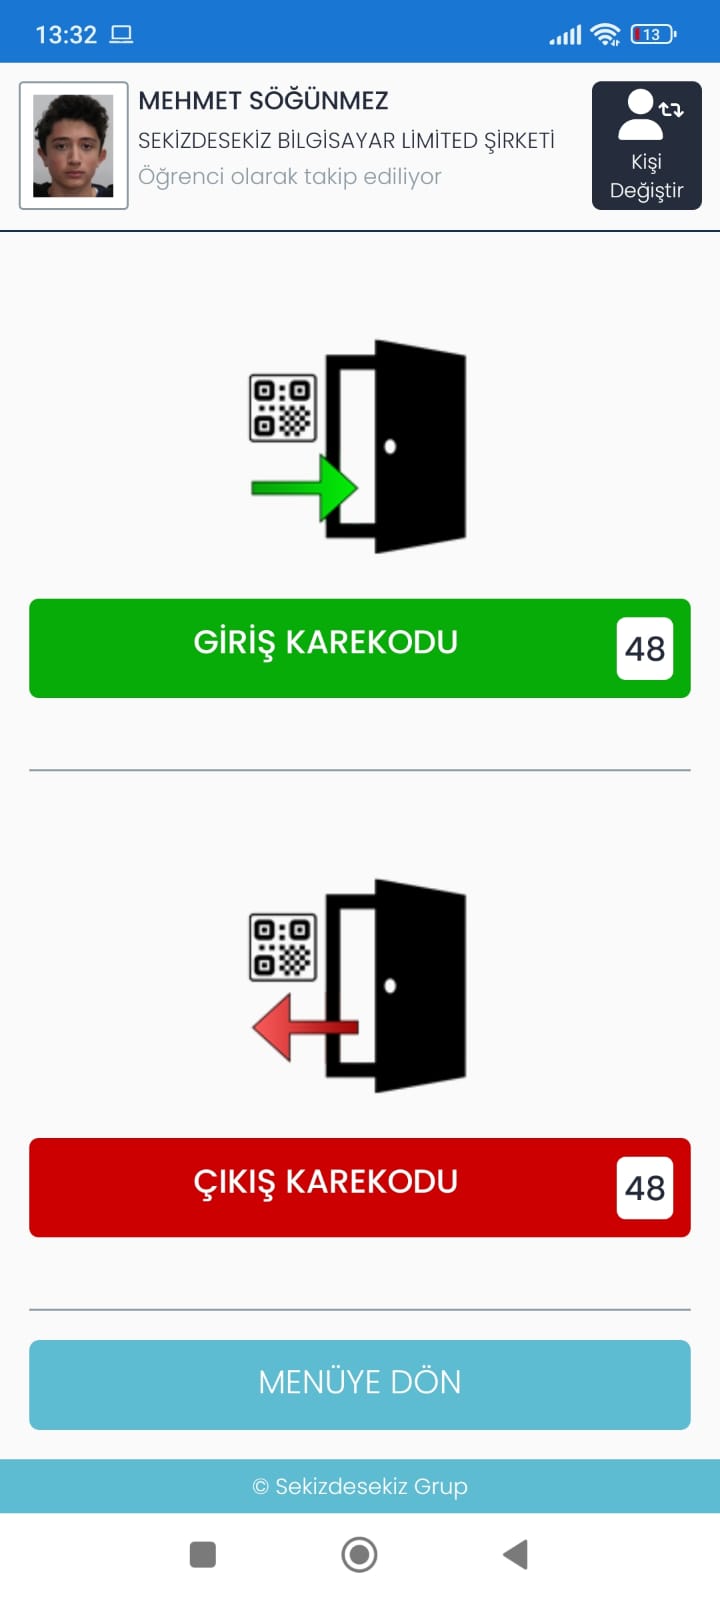 13:32
13
MEHMET SÖĞÜNMEZ
SEKİZDESEKİZ BİLGİSAYAR LİMİTED ŞİRKETİ
Öğrenci olarak takip ediliyor
Kişi
Değiştir
GİRİŞ KAREKODU
48
ÇIKIŞ KAREKODU
48
MENÜYE DÖN
© Sekizdesekiz Grup